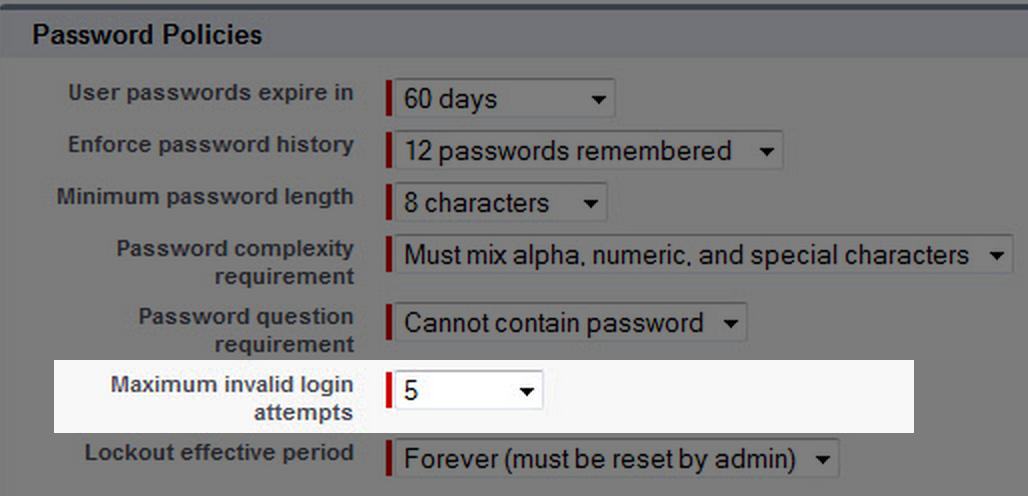 Password Policies
User passwords expire in 60 days
Enforce password history 12 passwords remembered
Minimum password length 8 characters
Password complexity
requirement Must mix alpha, numeric, and special characters
Password question
requirement Cannot contain password
Maximum invalid login
attempts 5
Lockout effective period Forever (must be reset by admin)